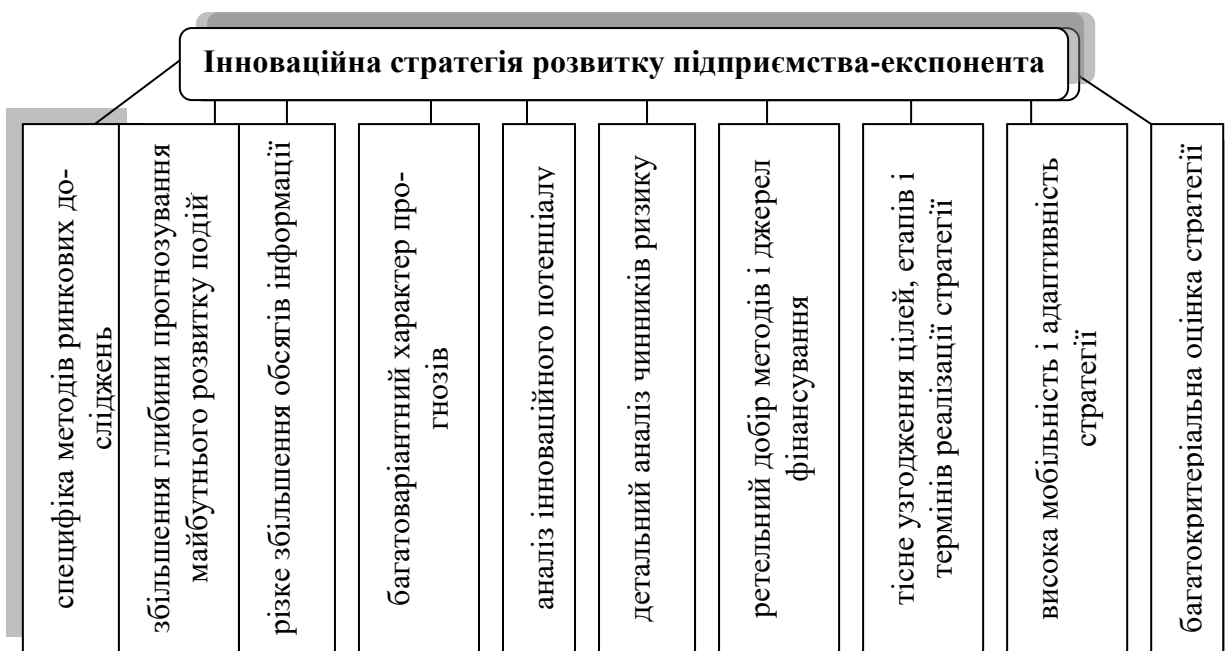 Інноваційна стратегія розвитку підприємства-експонента
специфіка методів ринкових до-
сліджень
збільшення глибини прогнозування
майбутнього розвитку подій
різке збільшення обсягів інформації
багатоваріантний характер про-
гнозів
аналіз інноваційного потенціалу
детальний аналіз чинників ризику
ретельний добір методів і джерел
фінансування
тісне узгодження цілей, етапів і
термінів реалізації стратегії
висока мобільність і адаптивність
стратегії
багатокритеріальна оцінка стратегії